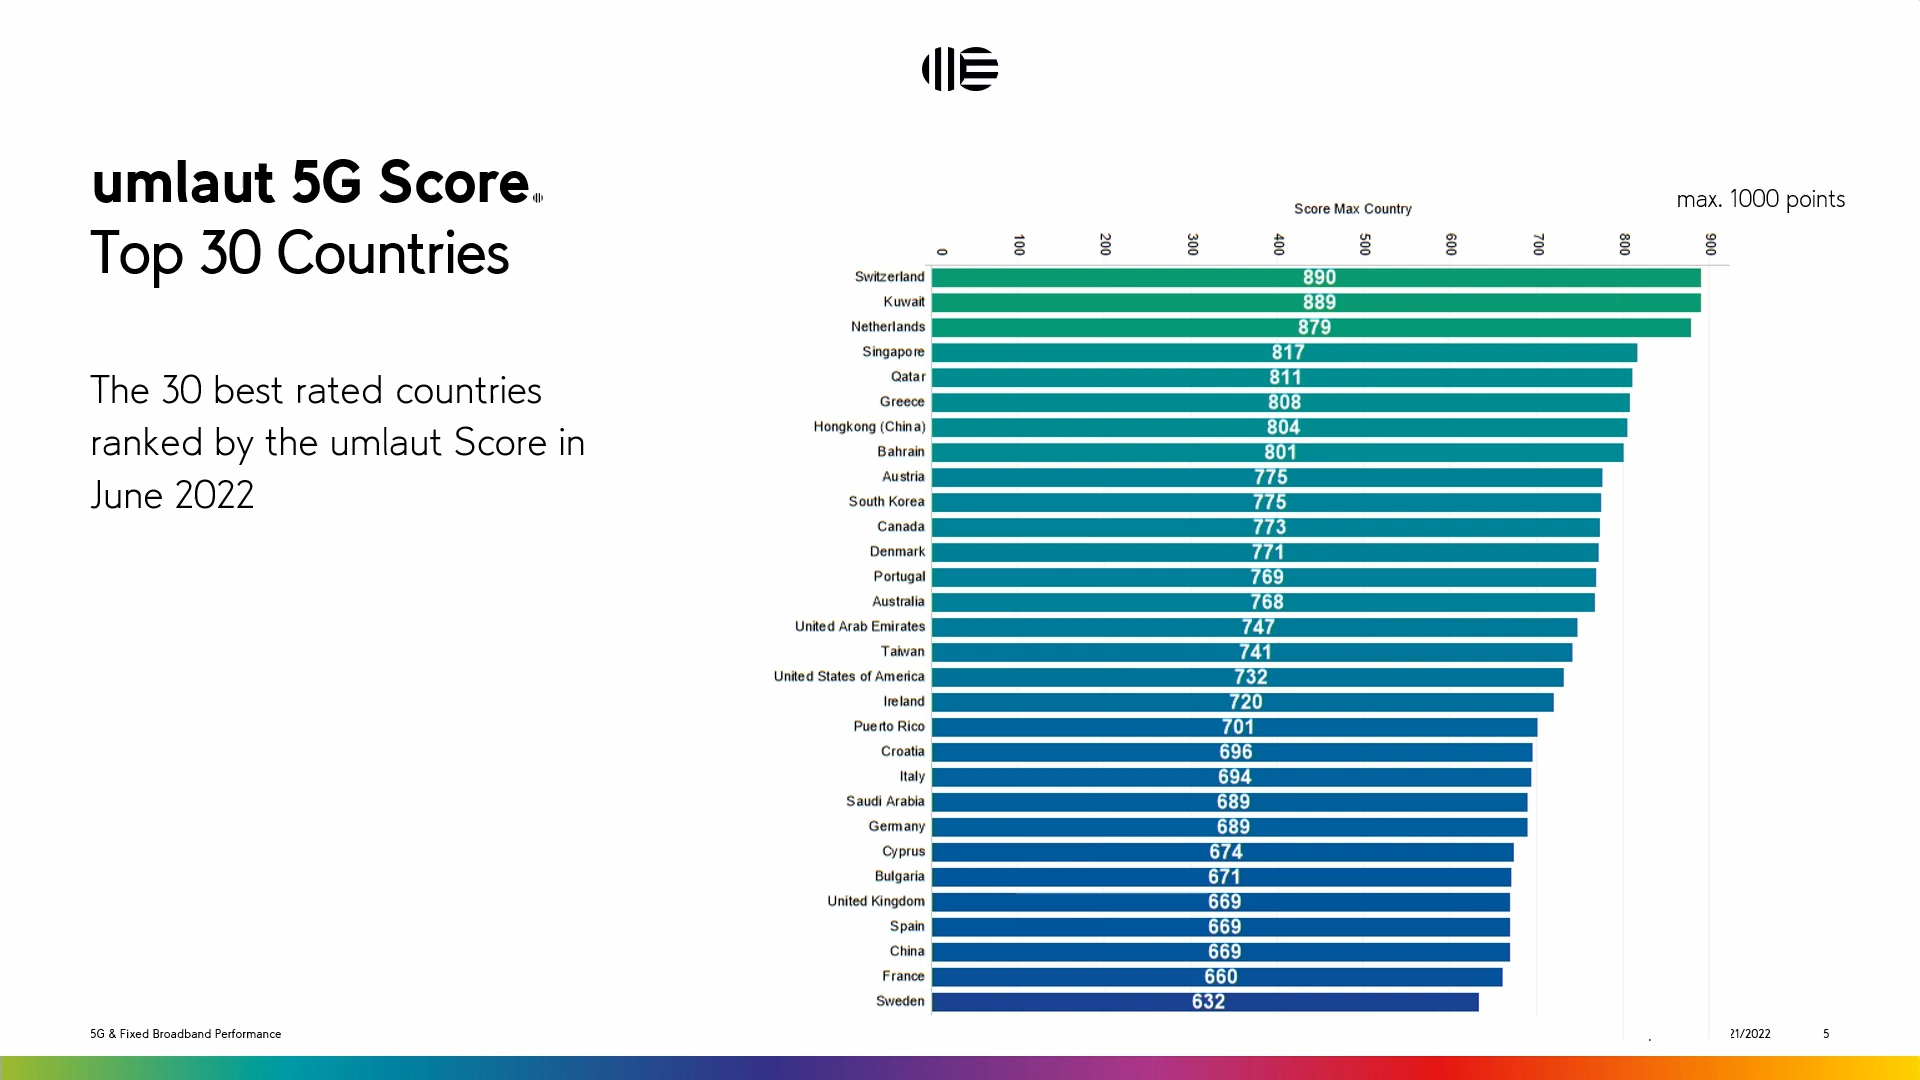 umlaut 5G Score.
Top 30 Countries
The 30 best rated countries
ranked by the umlaut Score in
June 2022
max. 1000 points
Score Max Country
0 100 200 300 400 500 600 700 800 900
Switzerland 890
Kuwait 889
Netherlands 879
Singapore 817
Qatar 811
Greece 808
Hongkong (China) 804
Bahrain 801
Austria 775
South Korea 775
Canada 773
Denmark 771
Portugal 769
Australia 768
United Arab Emirates 747
Taiwan 741
United States of America 732
Ireland 720
Puerto Rico 701
Croatia 696
Italy 694
Saudi Arabia 689
Germany 689
Cyprus 674
Bulgaria 671
United Kingdom 669
Spain 669
China 669
France 660
Sweden 632
5G & Fixed Broadband Performance
21/2022 5